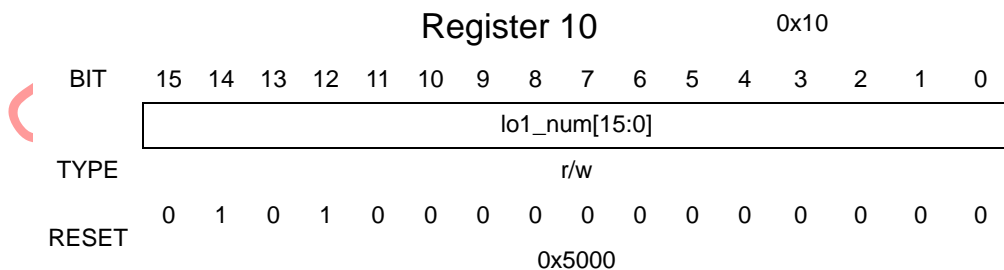 Register 10 0x10
BIT 15 14 13 12 11 10 9 8 7 6 5 4 3 2 1 0
lo1_num[15:0]
TYPE r/w
RESET 0 1 0 1 0 0 0 0 0 0 0 0 0 0 0 0
0x5000